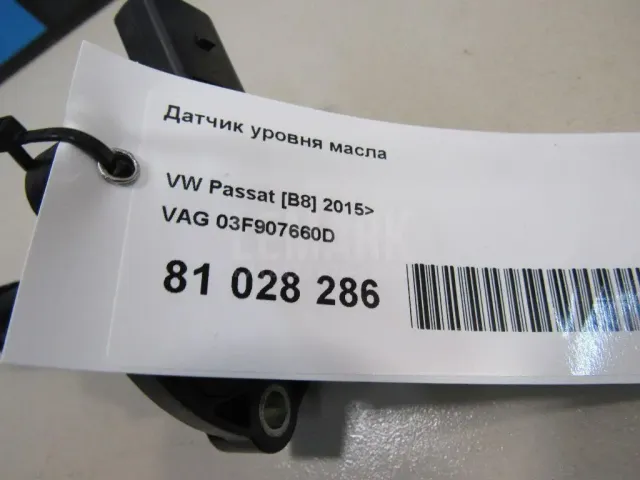 Датчик уровня масла
VW Passat [B8] 2015>
VAG 03F907660D
81 028 286